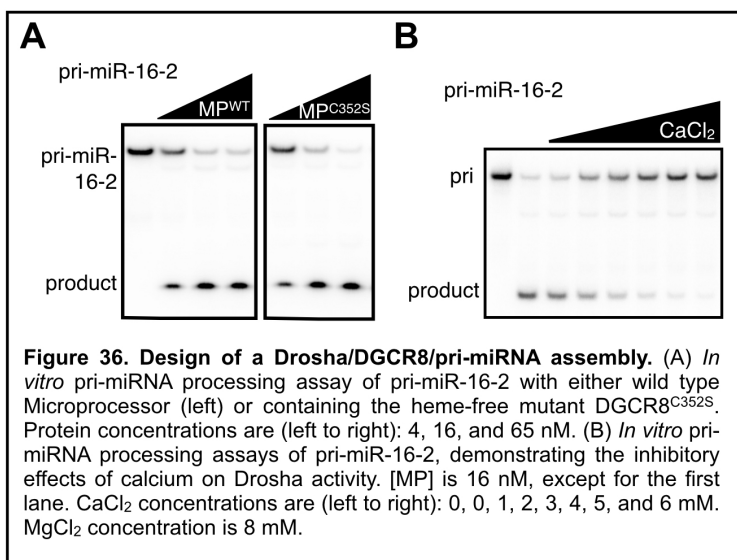 A
B
pri-miR-16-2
MPWT
MPC352S
pri-miR-
16-2
product
pri-miR-16-2
CaCl2
pri
product
Figure 36. Design of a Drosha/DGCR8/pri-miRNA assembly. (A) In
vitro pri-miRNA processing assay of pri-miR-16-2 with either wild type
Microprocessor (left) or containing the heme-free mutant DGCR8C352S.
Protein concentrations are (left to right): 4, 16, and 65 nM. (B) In vitro pri-
miRNA processing assays of pri-miR-16-2, demonstrating the inhibitory
effects of calcium on Drosha activity. [MP] is 16 nM, except for the first
lane. CaCl2 concentrations are (left to right): 0, 0, 1, 2, 3, 4, 5, and 6 mM.
MgCl2 concentration is 8 mM.